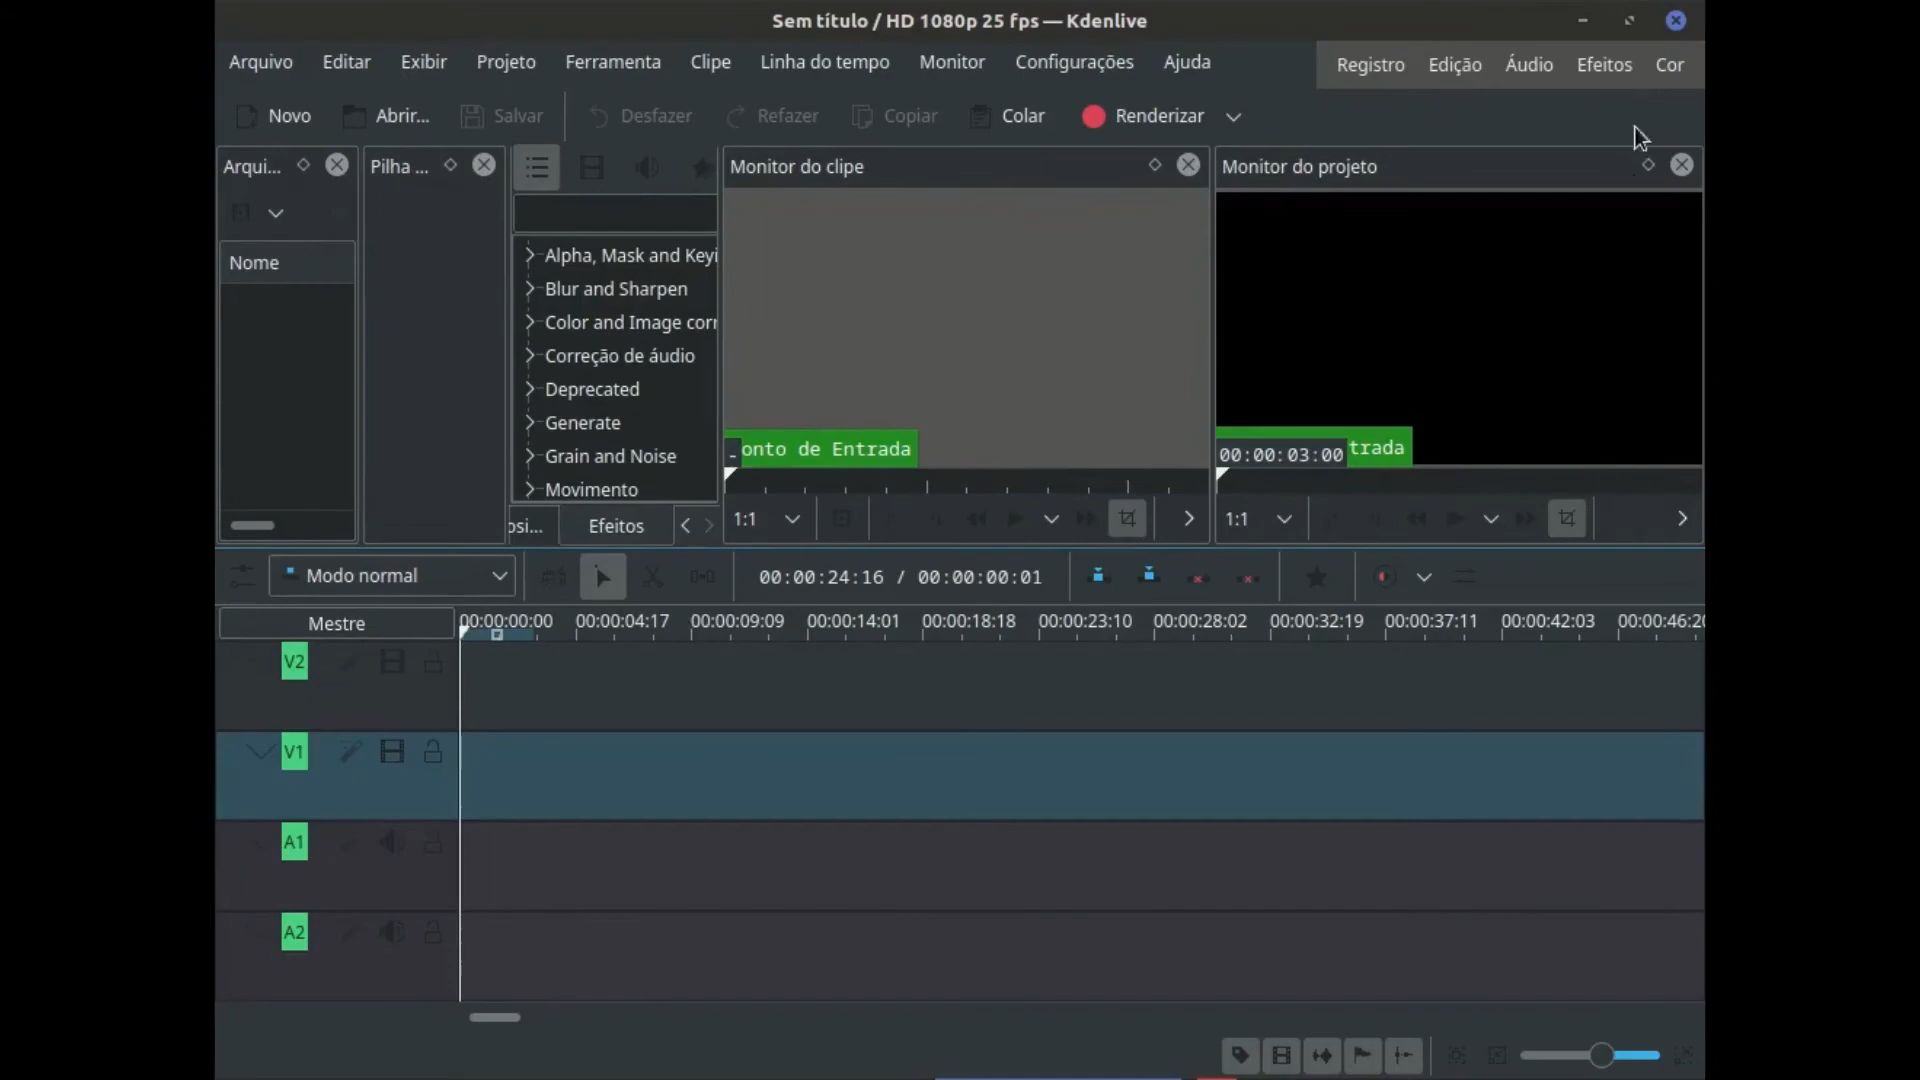 Sem título / HD 1080p 25 fps — Kdenlive
Arquivo Editar Exibir Projeto Ferramenta Clipe Linha do tempo Monitor Configurações Ajuda
Registro Edição Áudio Efeitos Cor
Novo Abrir... Salvar Desfazer Refazer Copiar Colar Renderizar
Arqui... Pilha ... Monitor do clipe Monitor do projeto
Nome
Alpha, Mask and Keyi
Blur and Sharpen
Color and Image corr
Correção de áudio
Deprecated
Generate
Grain and Noise
Movimento
onto de Entrada
00:00:03:00 trada
osi... Efeitos
1:1
1:1
Modo normal 00:00:24:16 / 00:00:00:01
Mestre 00:00:00:00 00:00:04:17 00:00:09:09 00:00:14:01 00:00:18:18 00:00:23:10 00:00:28:02 00:00:32:19 00:00:37:11 00:00:42:03 00:00:46:20
V2
V1
A1
A2